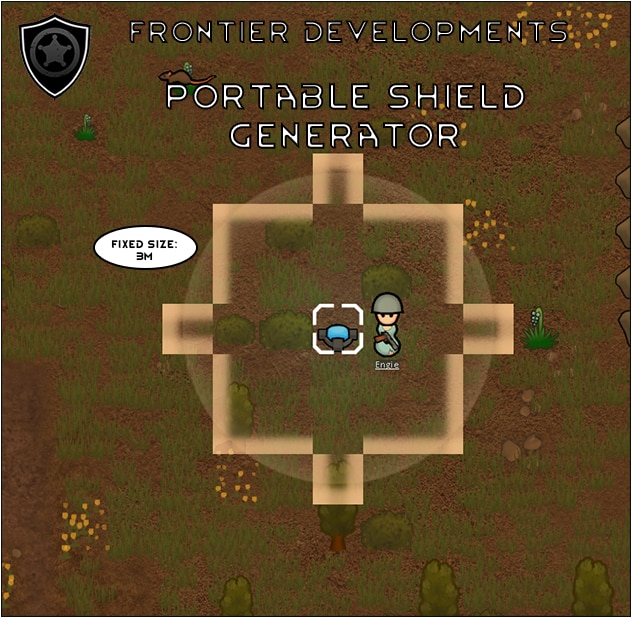 FRONTIER DEVELOPMENTS
PORTABLE SHIELD
GENERATOR
FIXED SIZE:
3M
Engie